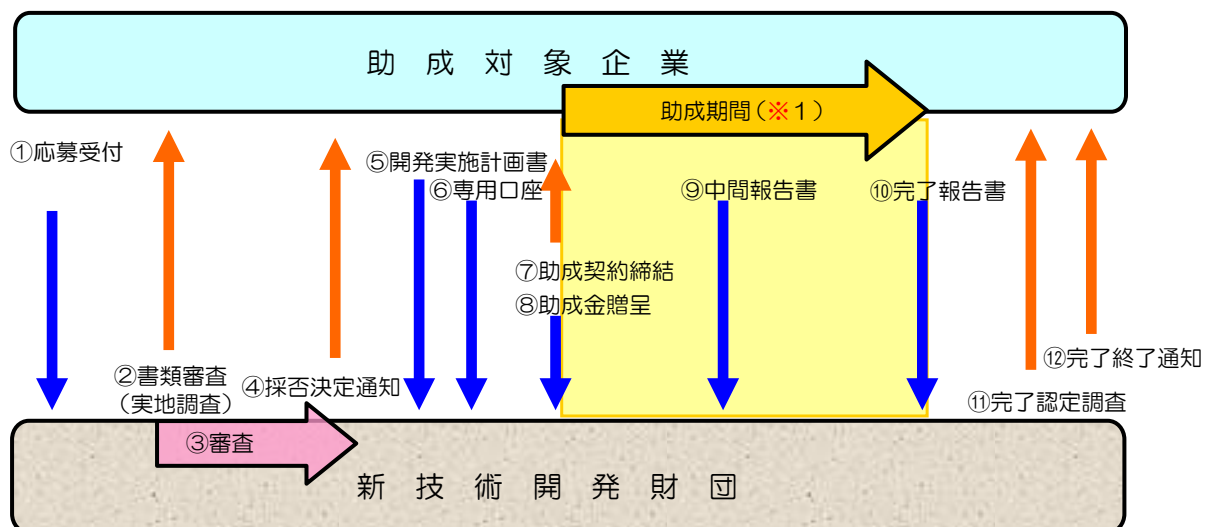 助成対象企業
助成期間(※1)
①応募受付
⑤開発実施計画書
⑥専用口座
⑨中間報告書
⑩完了報告書
⑦助成契約締結
⑧助成金贈呈
②書類審査
(実地調査)
④採否決定通知
⑫完了終了通知
⑪完了認定調査
③審査
新技術開発財団